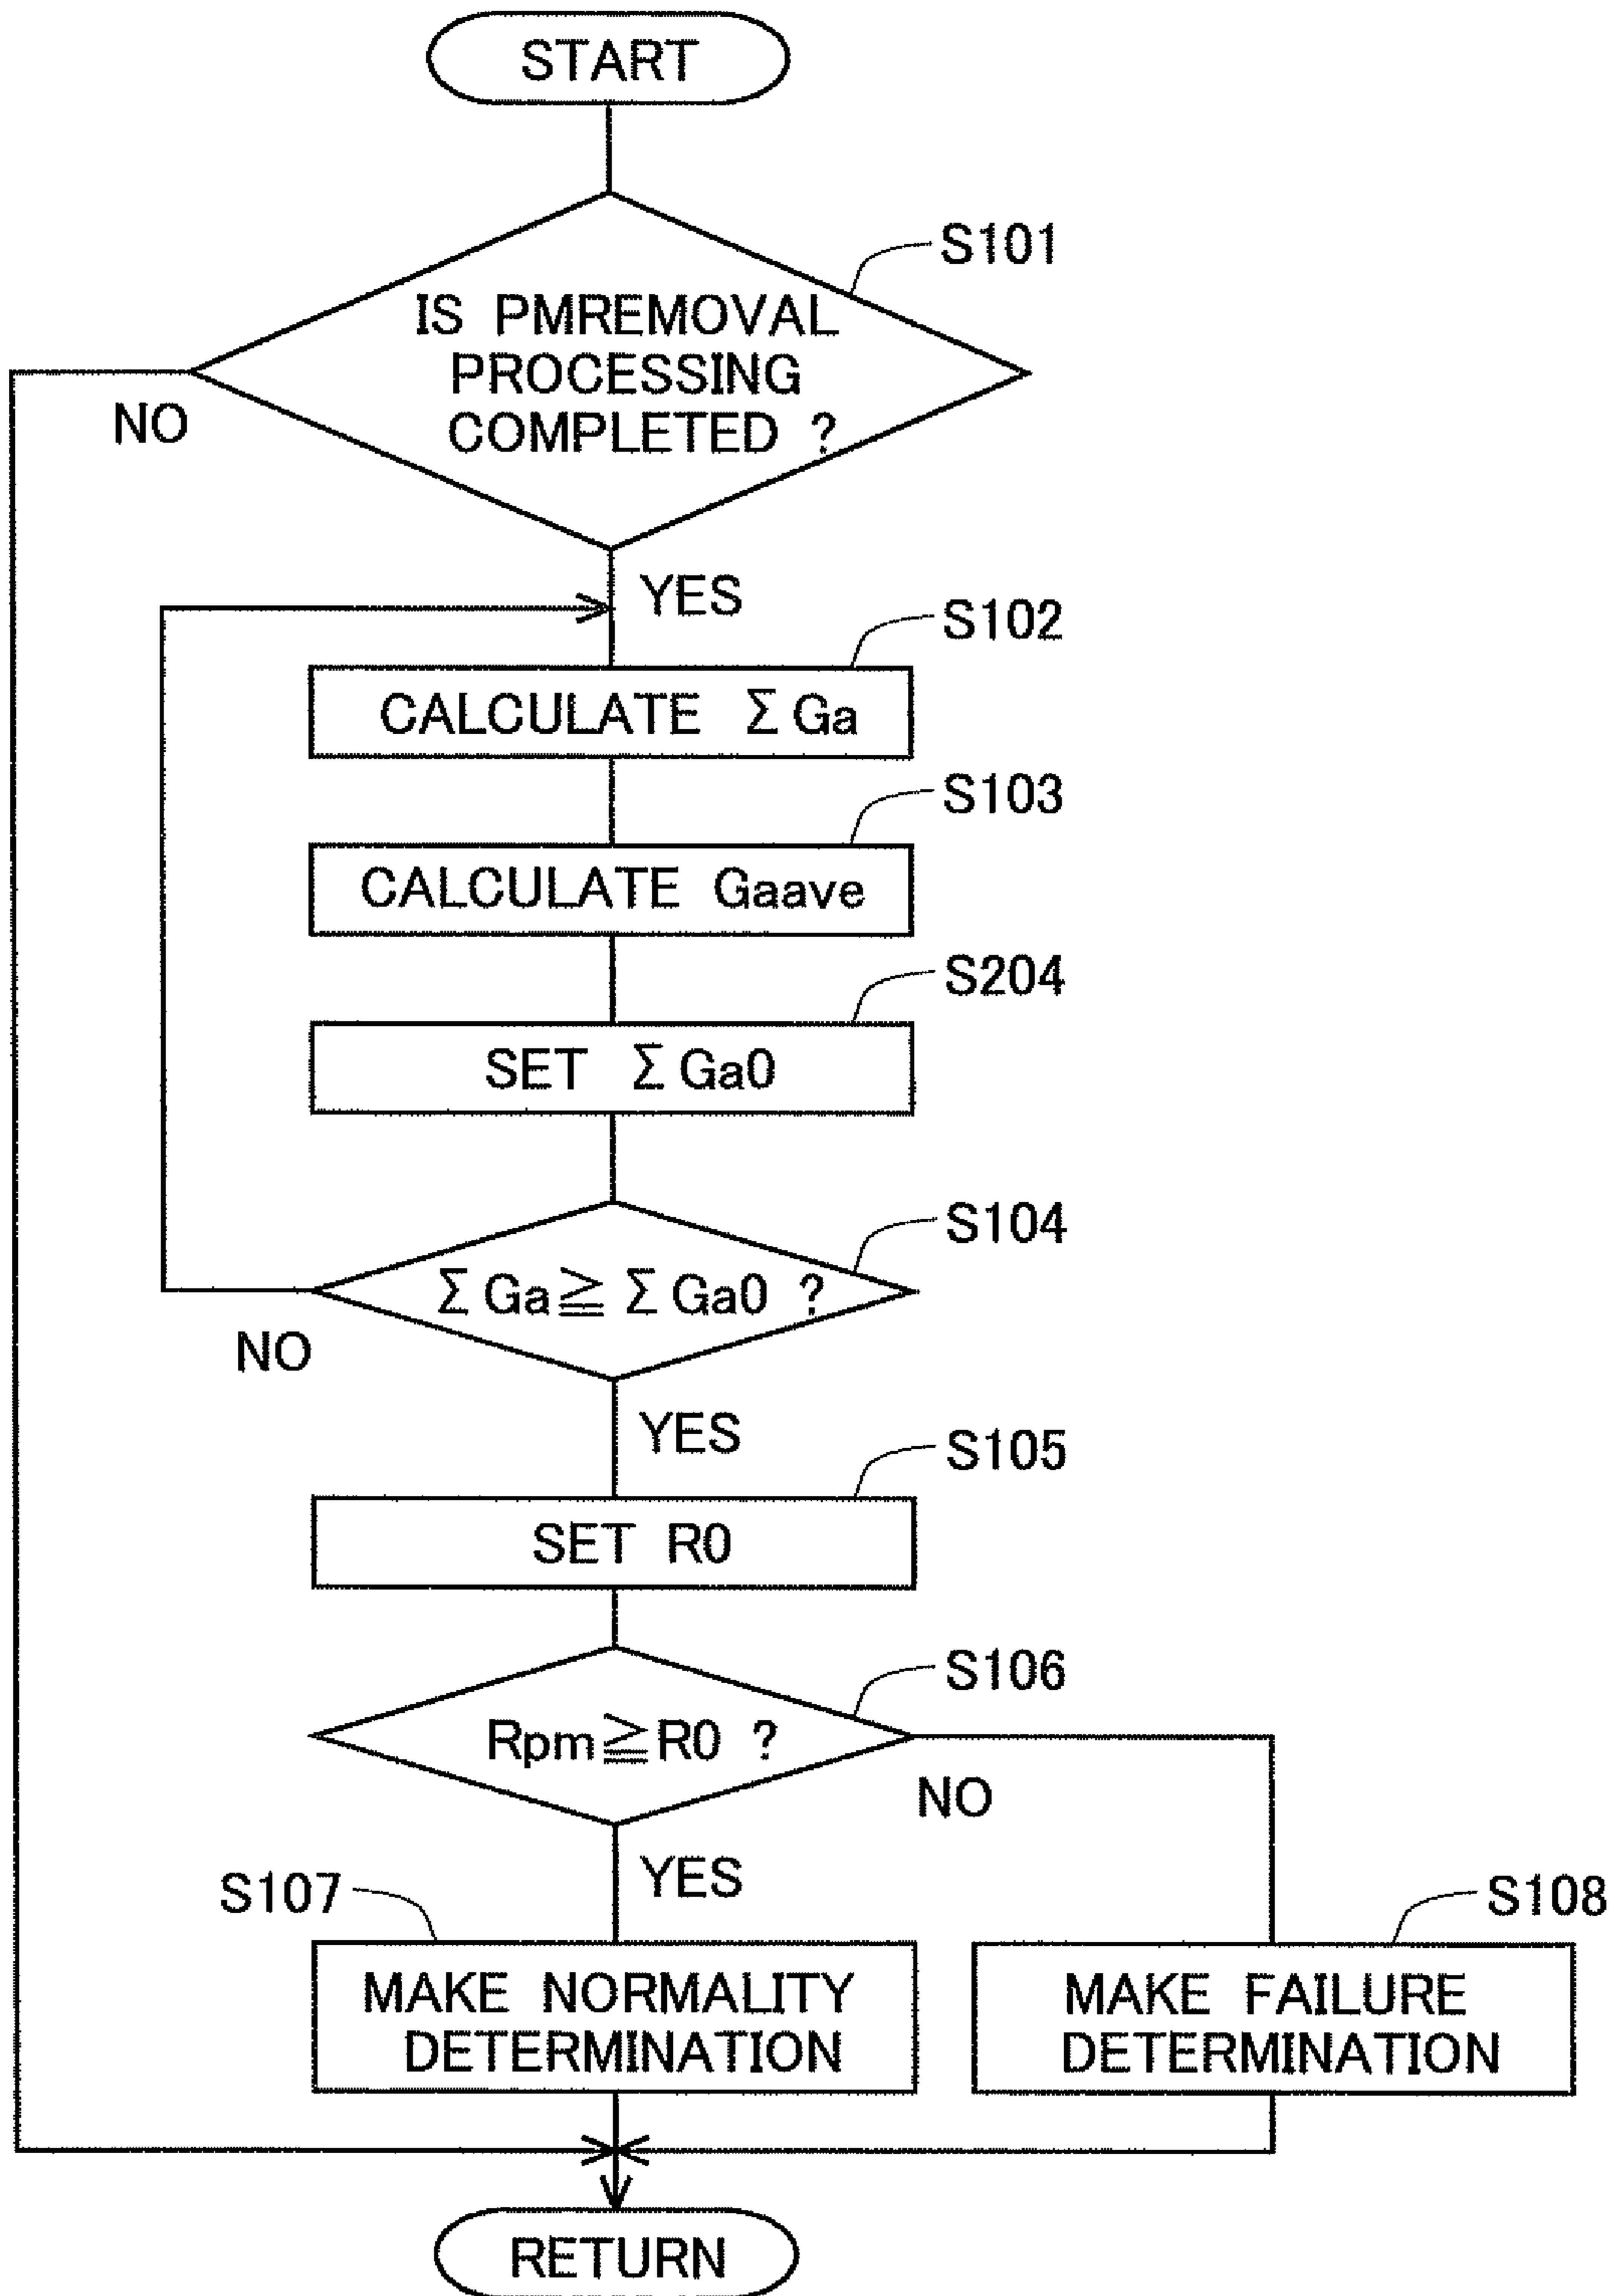 START
S101
IS PMREMOVAL
PROCESSING
COMPLETED ?
NO
YES
S102
CALCULATE ΣGa
S103
CALCULATE Gaave
S204
SET ΣGa0
S104
ΣGa≧ΣGa0 ?
NO
YES
S105
SET R0
S106
Rpm≧R0 ?
NO
YES
S107
S108
MAKE NORMALITY
DETERMINATION
MAKE FAILURE
DETERMINATION
RETURN